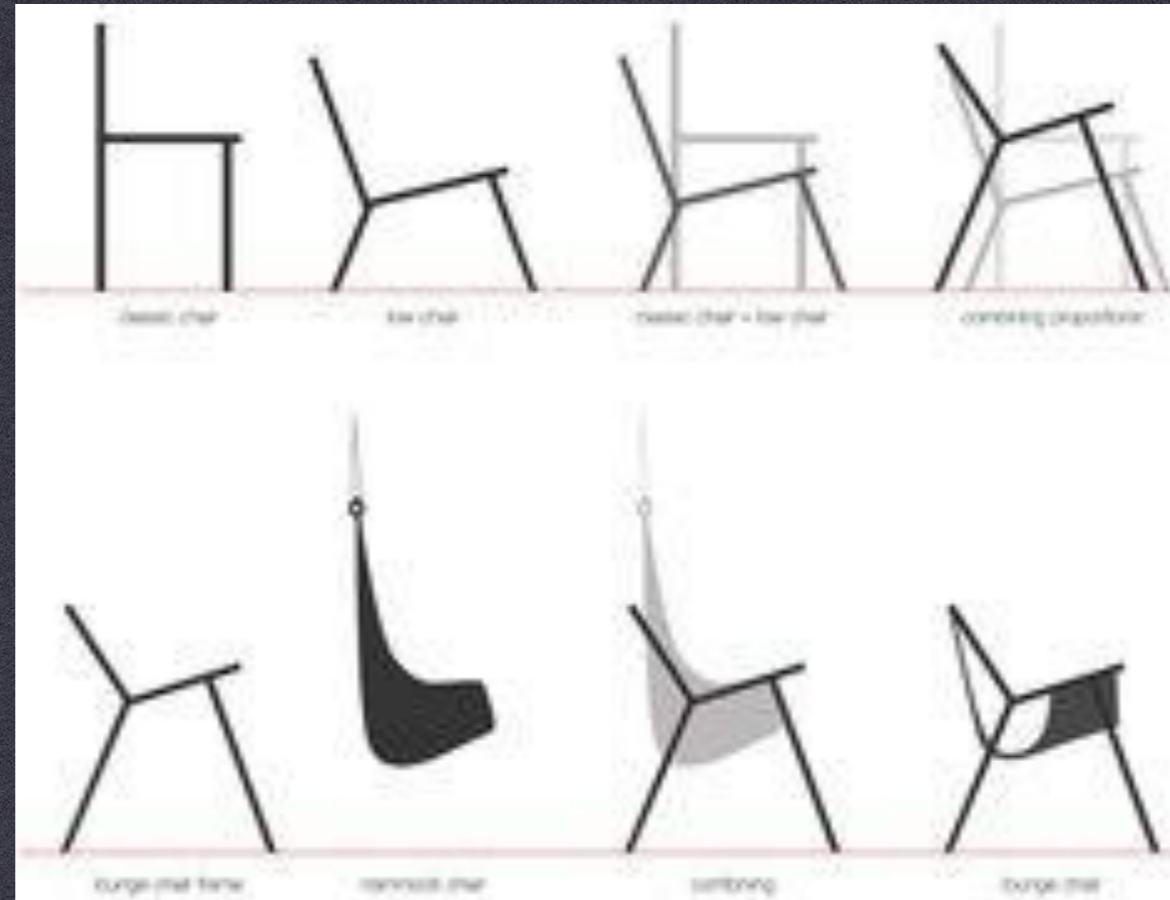 classic chair
low chair
classic chair + low chair
combining proportions
lounge chair frame
hammock chair
combining
lounge chair